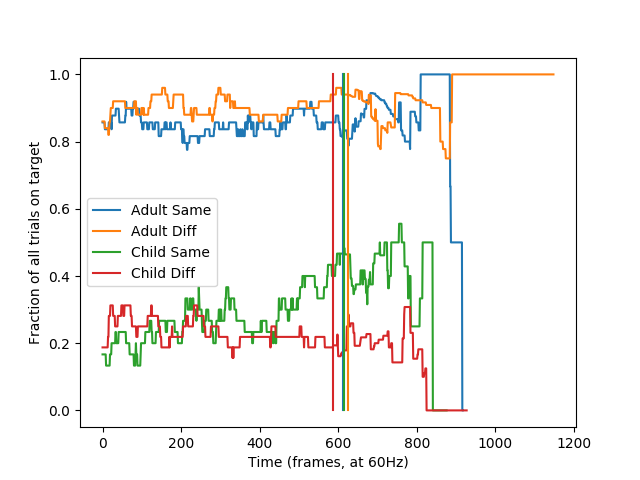 1.0
0.8
0.6
0.4
0.2
0.0
Fraction of all trials on target
Adult Same
Adult Diff
Child Same
Child Diff
0 200 400 600 800 1000 1200
Time (frames, at 60Hz)